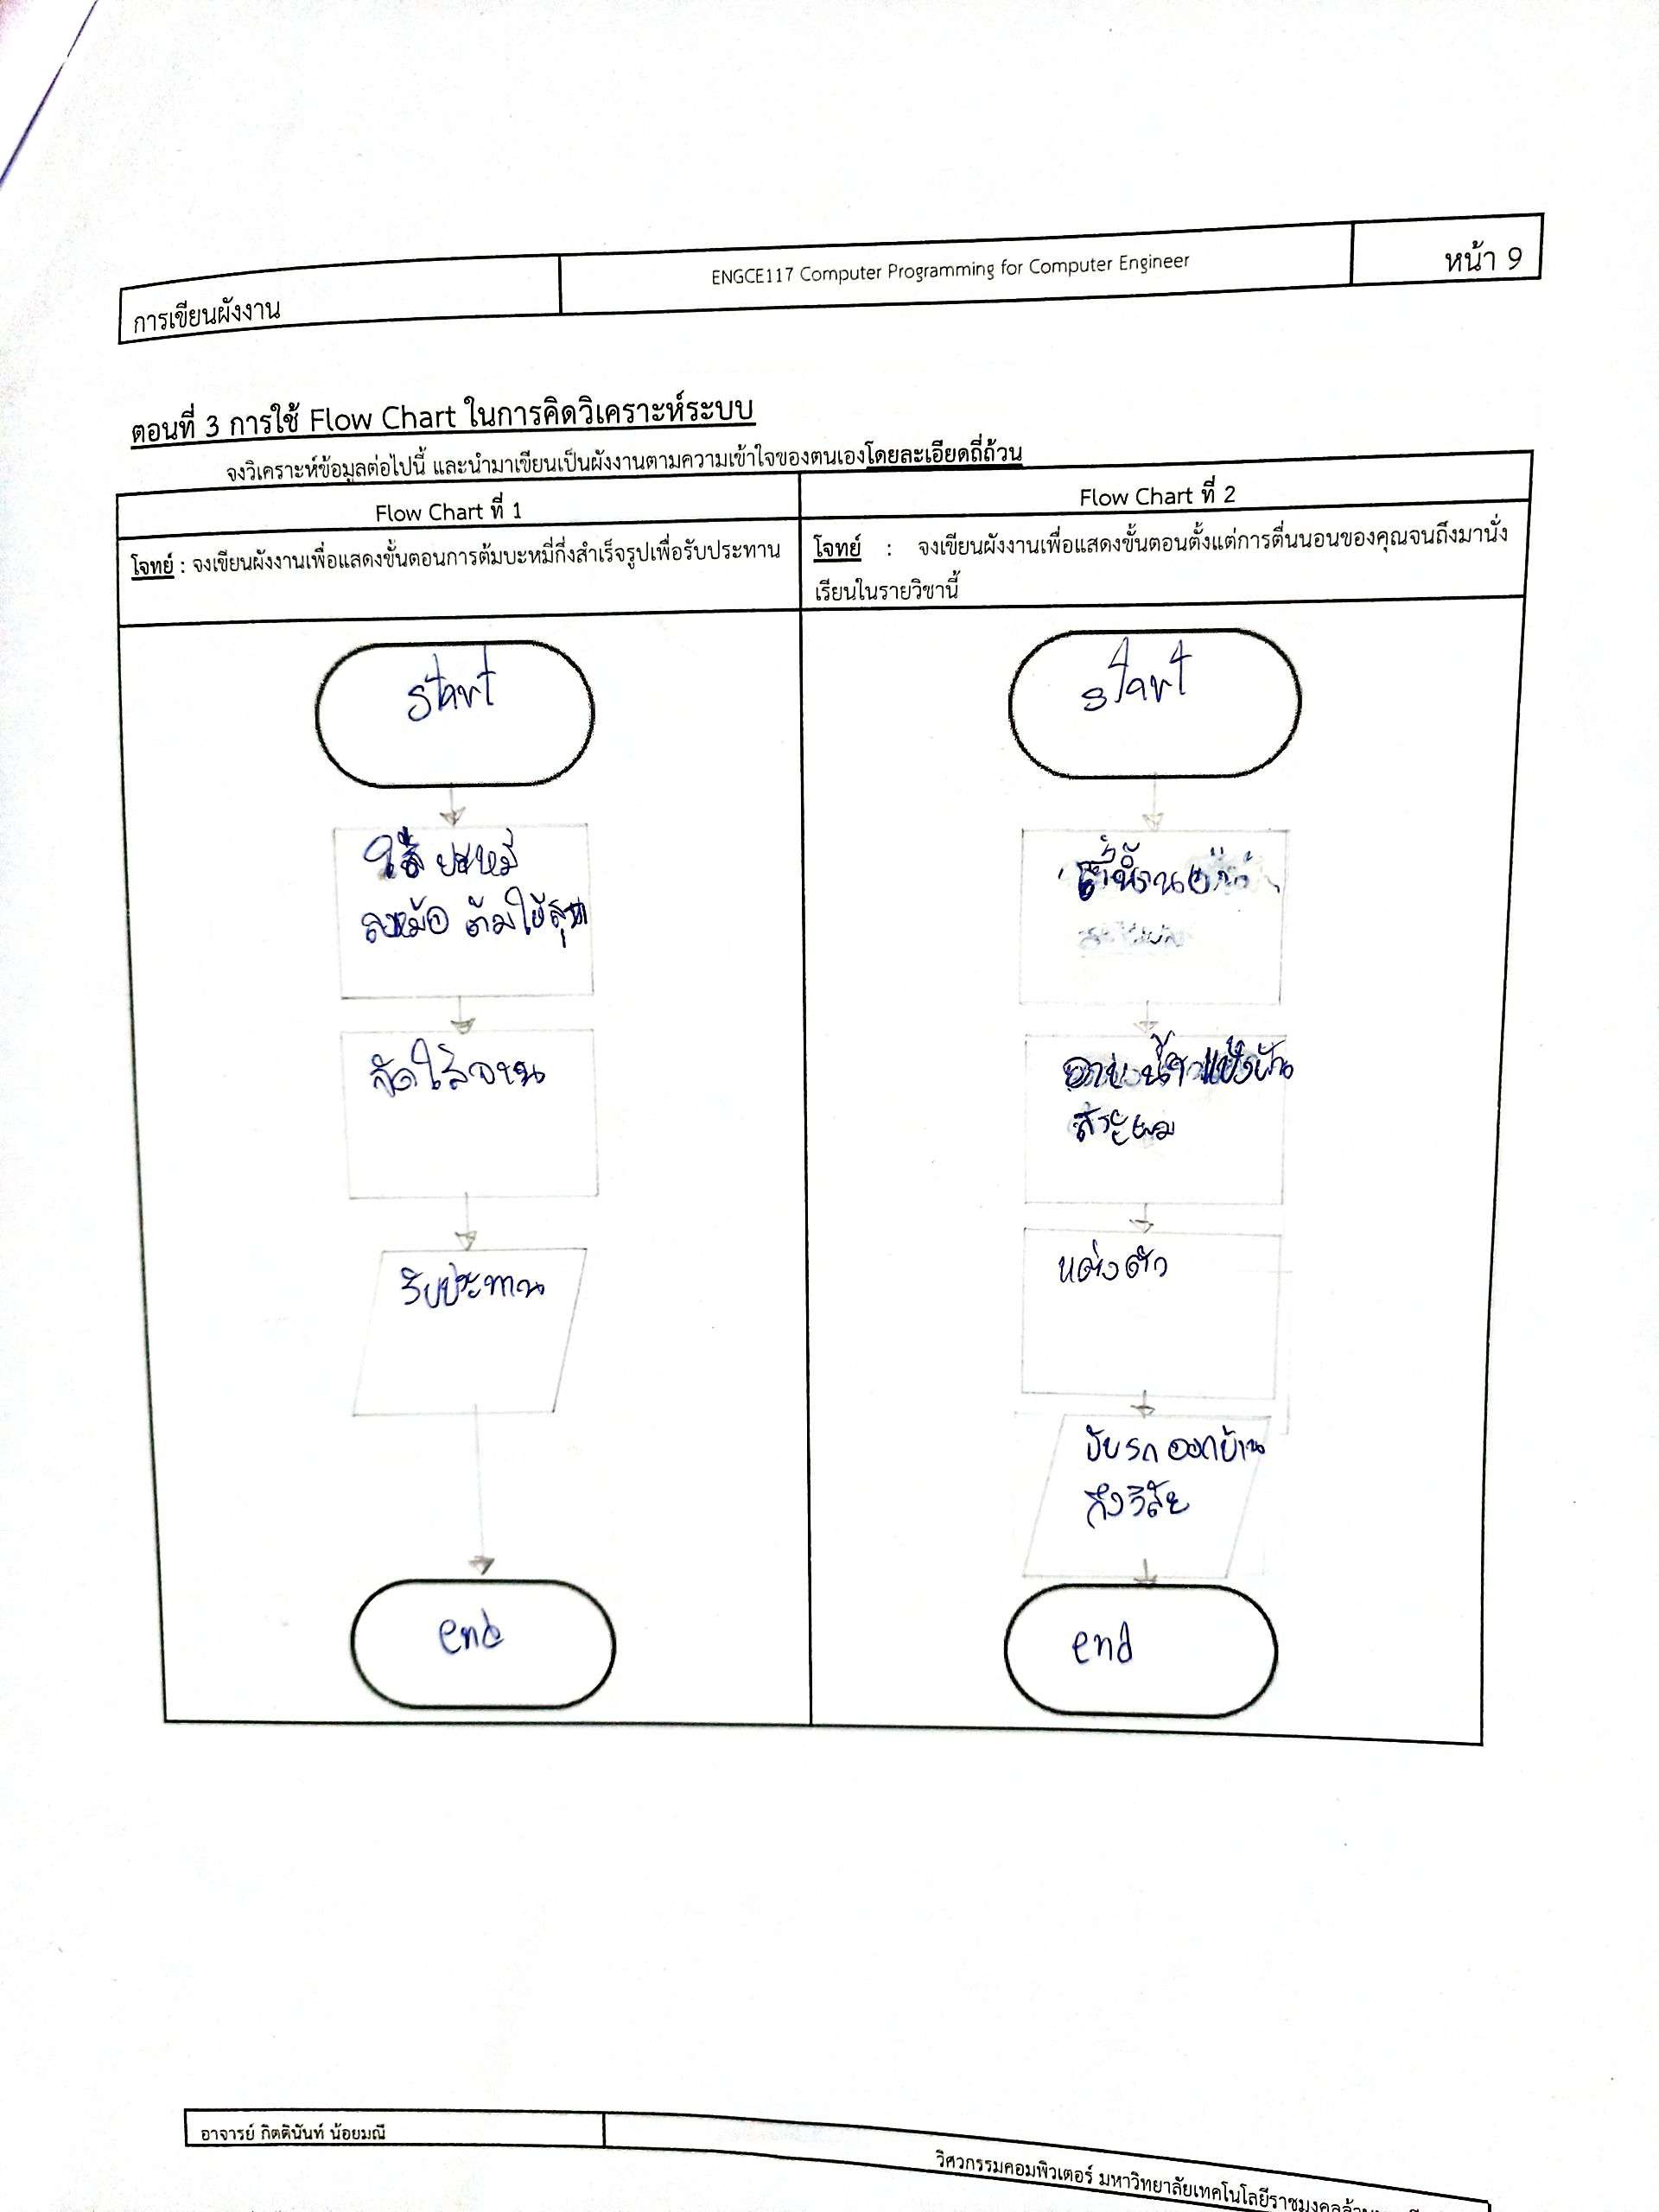 การเขียนผังงาน
ENGCE117 Computer Programming for Computer Engineer
หน้า 9
ตอนที่ 3 การใช้ Flow Chart ในการคิดวิเคราะห์ระบบ
จงวิเคราะห์ข้อมูลต่อไปนี้ และนำมาเขียนเป็นผังงานตามความเข้าใจของตนเองโดยละเอียดถี่ถ้วน
Flow Chart ที่ 1
โจทย์ : จงเขียนผังงานเพื่อแสดงขั้นตอนการต้มบะหมี่กึ่งสำเร็จรูปเพื่อรับประทาน
start
ใส่ บะหมี่
ลงหม้อ ต้มให้สุก
ใส่จาน
รับประทาน
end
Flow Chart ที่ 2
โจทย์ : จงเขียนผังงานเพื่อแสดงขั้นตอนตั้งแต่การตื่นนอนของคุณจนถึงมานั่ง
เรียนในรายวิชานี้
start
อาบน้ำ แปรงฟัน
สระผม
แต่งตัว
ขับรถ ออกบ้าน
ถึง
end
อาจารย์ กิตตินันท์ น้อยมณี
วิศวกรรมคอมพิวเตอร์ มหาวิทยาลัยเทคโนโลยีราชมงคลล้าน